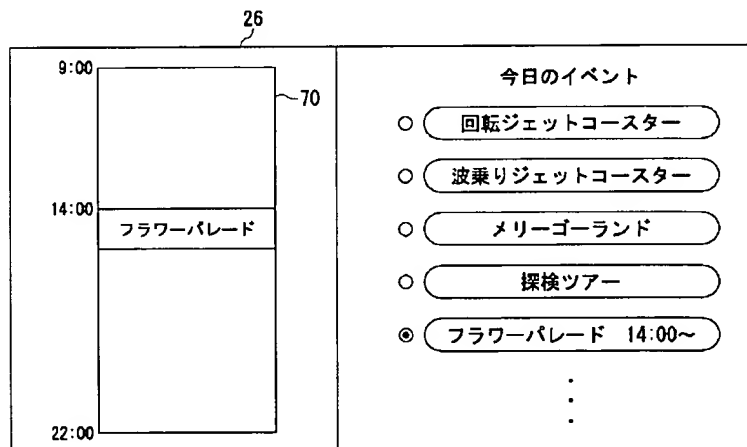 26
9:00
70
14:00
フラワーパレード
22:00
今日のイベント
回転ジェットコースター
波乗りジェットコースター
メリーゴーランド
探検ツアー
フラワーパレード 14:00～